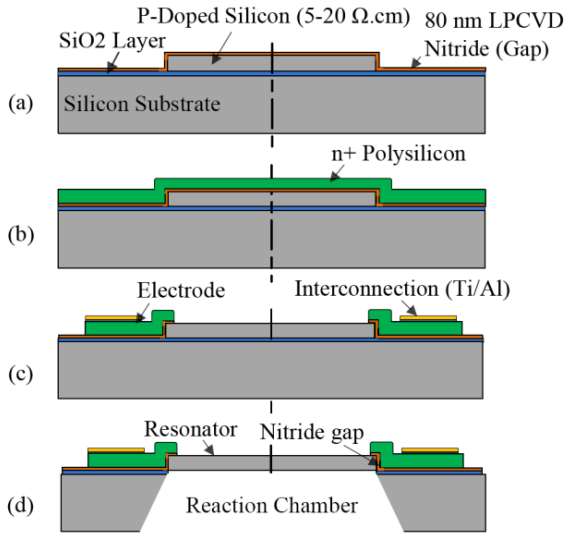 P-Doped Silicon (5-20 Ω.cm)
80 nm LPCVD
SiO2 Layer
Nitride (Gap)
(a)
Silicon Substrate
n+ Polysilicon
(b)
Electrode
Interconnection (Ti/Al)
(c)
Resonator
Nitride gap
(d)
Reaction Chamber